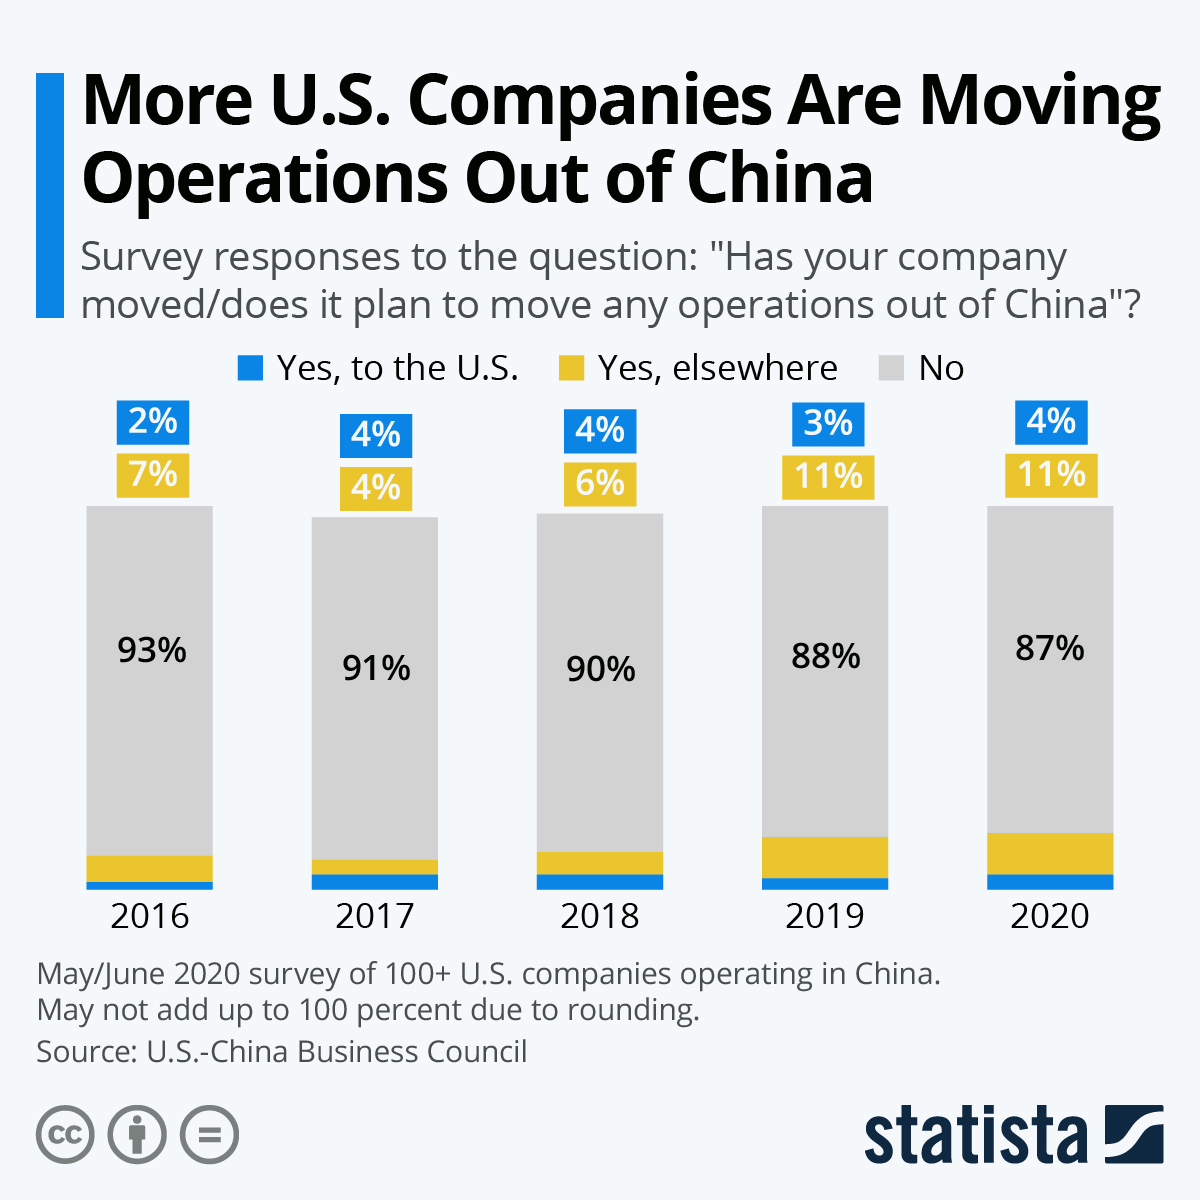 More U.S. Companies Are Moving
Operations Out of China
Survey responses to the question: "Has your company
moved/does it plan to move any operations out of China"?
Yes, to the U.S. Yes, elsewhere No
2% 4% 4% 3% 4%
7% 4% 6% 11% 11%
93% 91% 90% 88% 87%
2016 2017 2018 2019 2020
May/June 2020 survey of 100+ U.S. companies operating in China.
May not add up to 100 percent due to rounding.
Source: U.S.-China Business Council
cc
statista